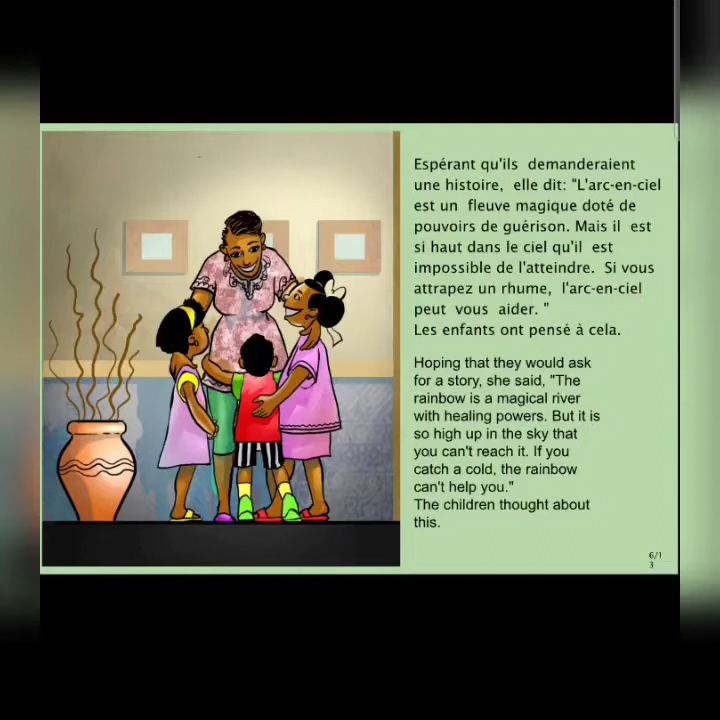 Espérant qu'ils demanderaient
une histoire, elle dit: "L'arc-en-ciel
est un fleuve magique doté de
pouvoirs de guérison. Mais il est
si haut dans le ciel qu'il est
impossible de l'atteindre. Si vous
attrapez un rhume, l'arc-en-ciel
peut vous aider. "
Les enfants ont pensé à cela.
Hoping that they would ask
for a story, she said, "The
rainbow is a magical river
with healing powers. But it is
so high up in the sky that
you can't reach it. If you
catch a cold, the rainbow
can't help you."
The children thought about
this.
6/1
3